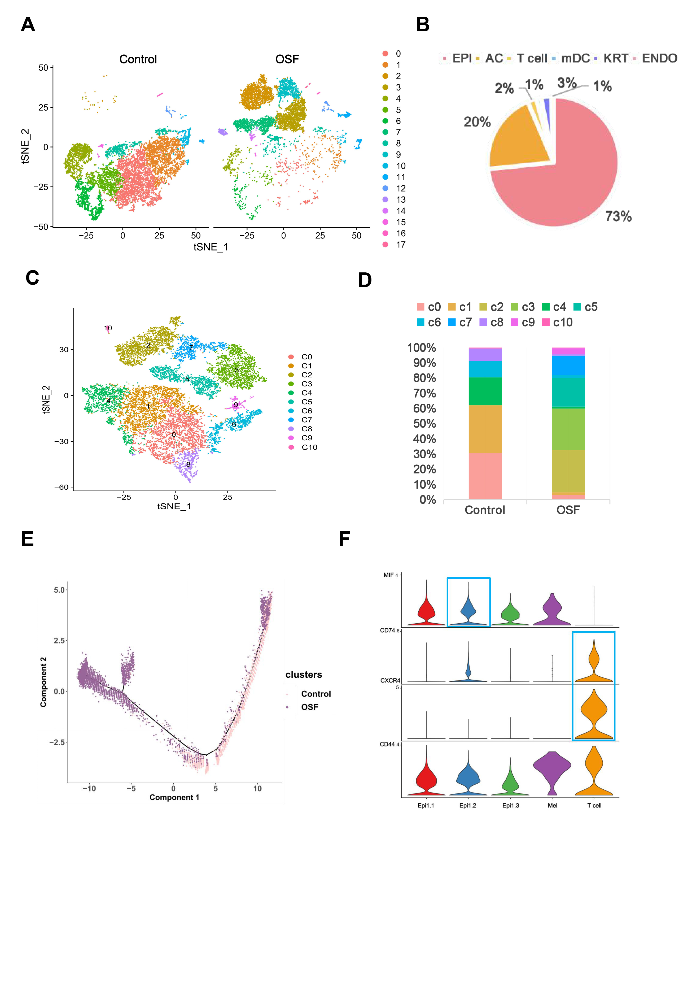 A
B
Control
OSF
50
25
0
−25
−50
tSNE_2
−25
0
25
50
−25
0
25
50
tSNE_1
0
1
2
3
4
5
6
7
8
9
10
11
12
13
14
15
16
17
EPI AC T cell mDC KRT ENDO
2%
1%
3%
1%
20%
73%
C
D
10
2
7
3
5
4
1
9
6
0
8
30
0
−30
−60
tSNE_2
−25
0
25
tSNE_1
C0
C1
C2
C3
C4
C5
C6
C7
C8
C9
C10
c0 c1 c2 c3 c4 c5
c6 c7 c8 c9 c10
100%
90%
80%
70%
60%
50%
40%
30%
20%
10%
0%
Control
OSF
E
F
5.0
2.5
0.0
−2.5
Component 2
−10
−5
0
5
10
Component 1
clusters
Control
OSF
MIF 4
CD74 6
CXCR4
5
CD44 4
Epi1.1
Epi1.2
Epi1.3
Mel
T cell